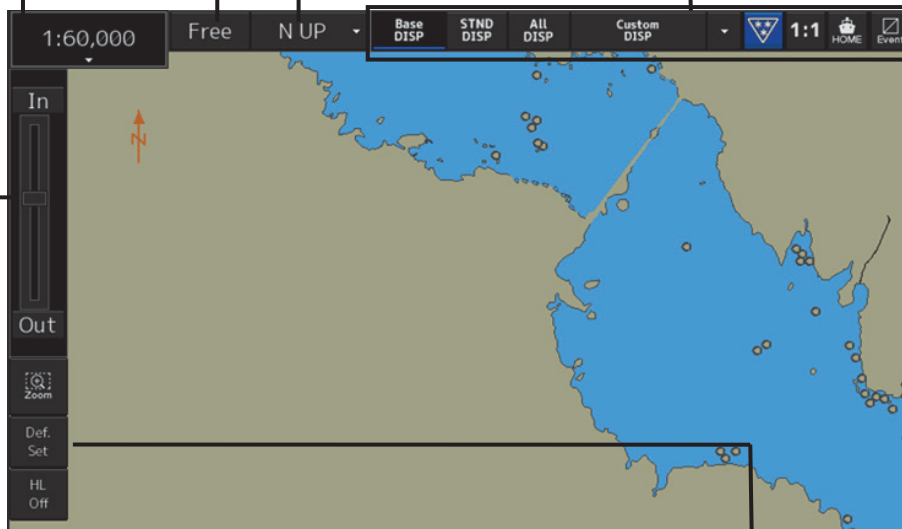 1:60,000
Free
N UP
Base
DISP
STND
DISP
All
DISP
Custom
DISP
1:1
HOME
Event
In
N
Out
Zoom
Def.
Set
HL
Off